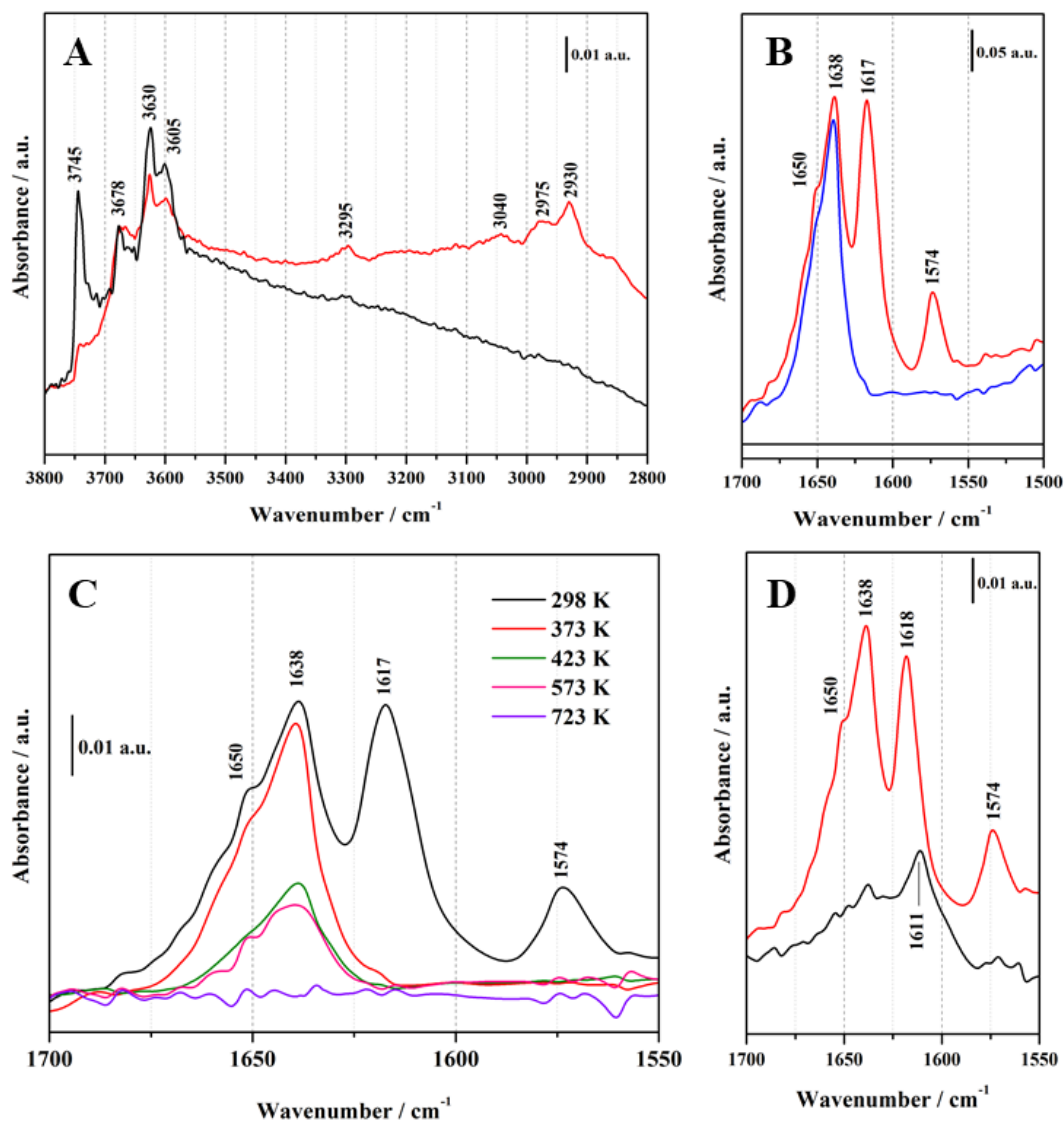 A
0.01 a.u.
3745
3678
3630
3605
3295
3040
2975
2930
Absorbance / a.u.
3800 3700 3600 3500 3400 3300 3200 3100 3000 2900 2800
Wavenumber / cm⁻¹
B
0.05 a.u.
1650
1638
1617
1574
Absorbance / a.u.
1700 1650 1600 1550 1500
Wavenumber / cm⁻¹
C
298 K
373 K
423 K
573 K
723 K
0.01 a.u.
1650
1638
1617
1574
Absorbance / a.u.
1700 1650 1600 1550
Wavenumber / cm⁻¹
D
0.01 a.u.
1650
1638
1618
1611
1574
Absorbance / a.u.
1700 1650 1600 1550
Wavenumber / cm⁻¹